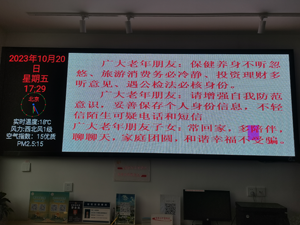 2023年10月20
日
星期五
17:29
北京
实时温度:18℃
风力:西北风1级
空气指数：15优质
PM2.5:15
广大老年朋友：保健养身不听忽
悠、旅游消费务必冷静、投资理财多
听意见、遇公检法必核身份。
广大老年朋友：请增强自我防范
意识，妥善保存个人身份信息，不轻
信陌生可疑电话和短信
广大老年朋友子女：常回家，多陪伴，
聊聊天，家庭团圆，和谐幸福不受骗。